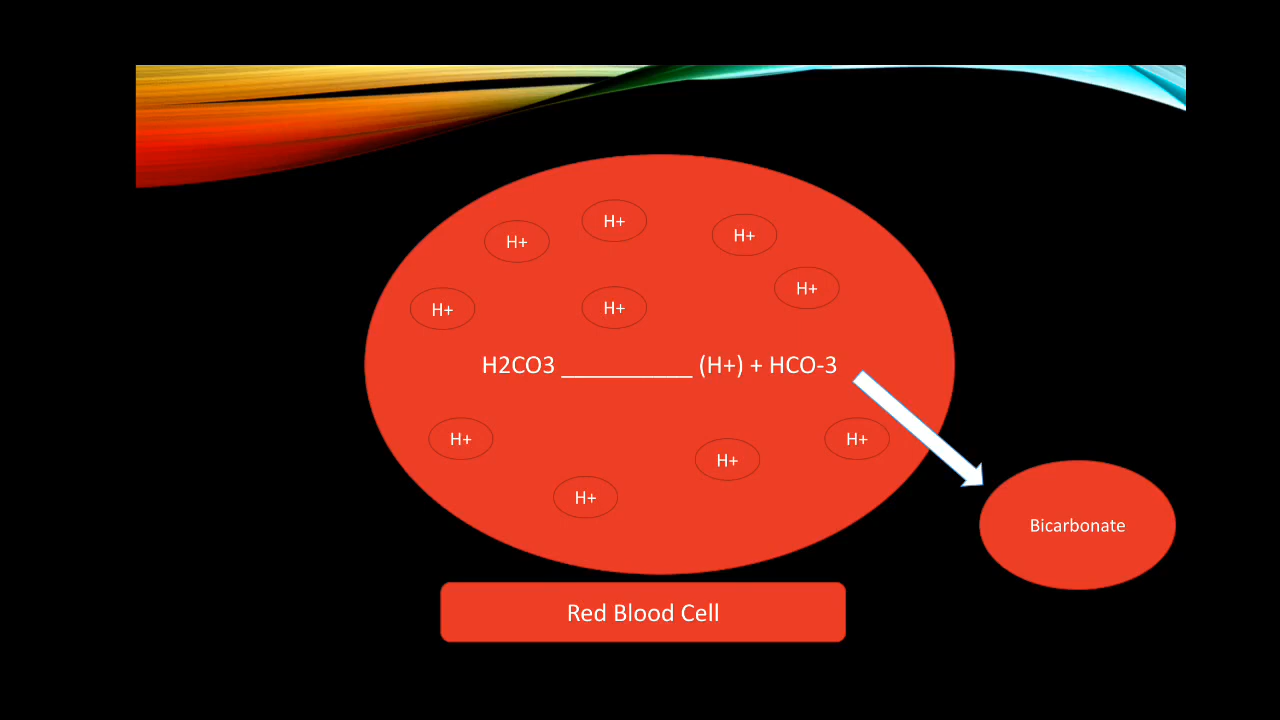 H+
H+
H+
H+
H+
H+
H2CO3 ___________ (H+) + HCO-3
H+
H+
H+
H+
Bicarbonate
Red Blood Cell